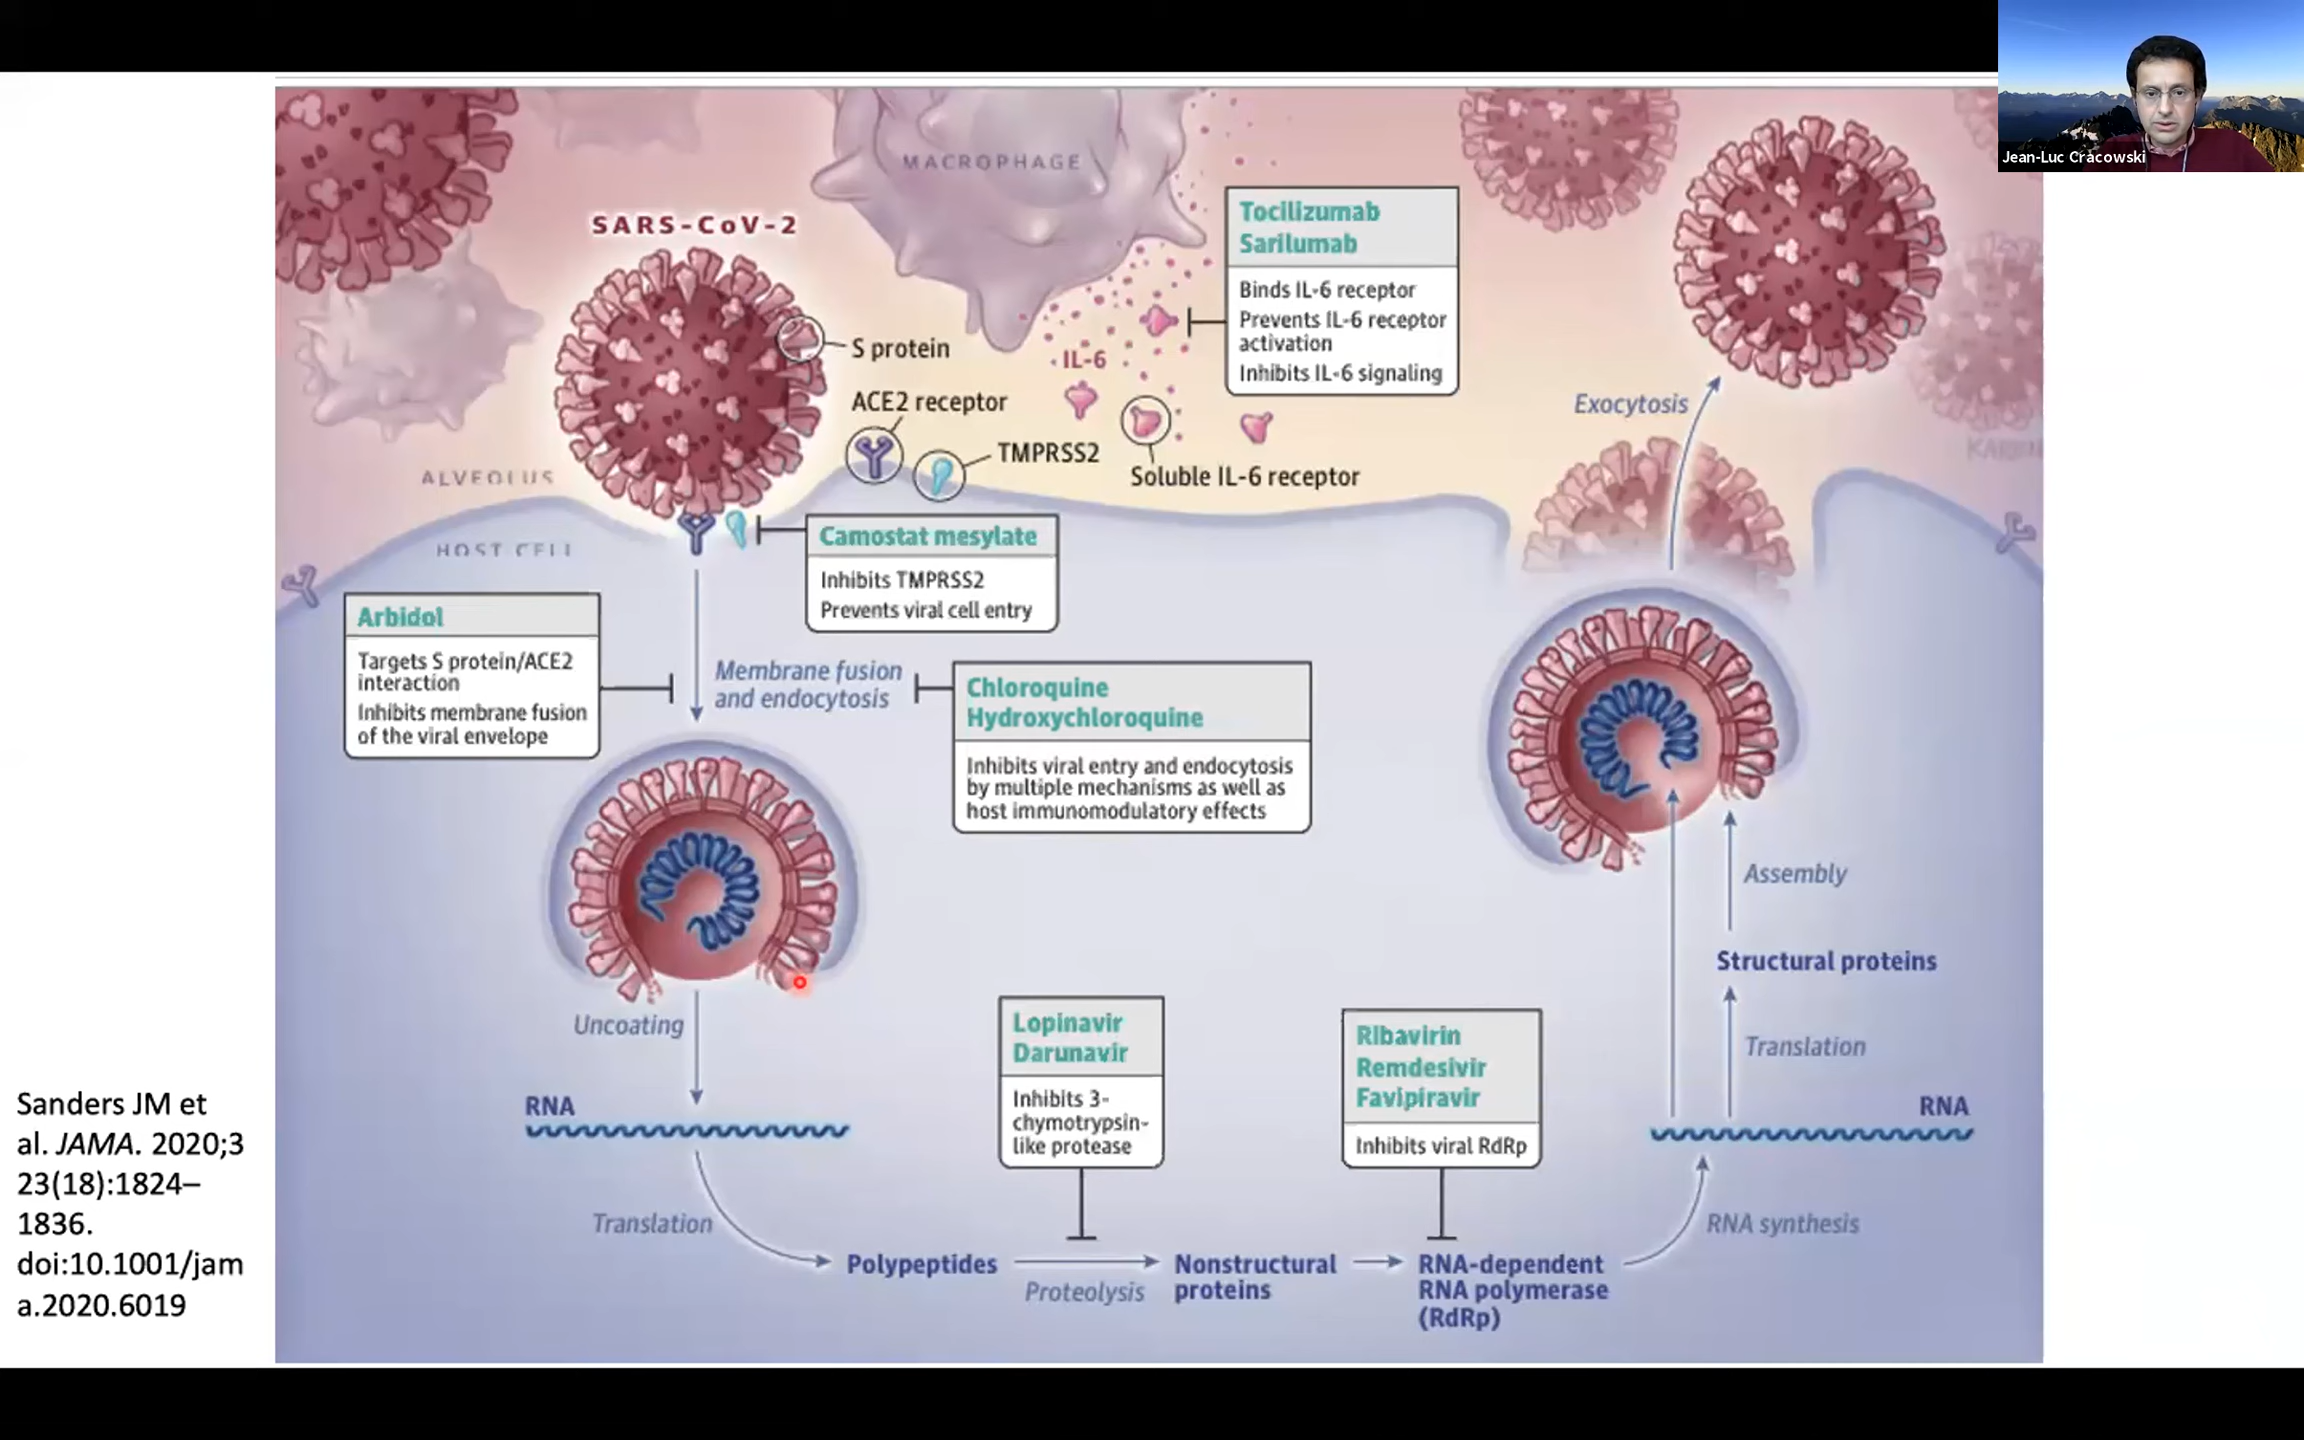 Jean-Luc Cracowski
MACROPHAGE
SARS-CoV-2
Tocilizumab
Sarilumab
Binds IL-6 receptor
Prevents IL-6 receptor
activation
Inhibits IL-6 signaling
S protein
IL-6
ACE2 receptor
TMPRSS2
Soluble IL-6 receptor
Exocytosis
ALVEOLUS
HOST CELL
Camostat mesylate
Inhibits TMPRSS2
Prevents viral cell entry
Arbidol
Targets S protein/ACE2
interaction
Inhibits membrane fusion
of the viral envelope
Membrane fusion
and endocytosis
Chloroquine
Hydroxychloroquine
Inhibits viral entry and endocytosis
by multiple mechanisms as well as
host immunomodulatory effects
Assembly
Structural proteins
Uncoating
Lopinavir
Darunavir
Inhibits 3-
chymotrypsin-
like protease
Ribavirin
Remdesivir
Favipiravir
Inhibits viral RdRp
Translation
RNA
RNA
Translation
Polypeptides
Proteolysis
Nonstructural
proteins
RNA-dependent
RNA polymerase
(RdRp)
RNA synthesis
Sanders JM et
al. JAMA. 2020;3
23(18):1824–
1836.
doi:10.1001/jam
a.2020.6019